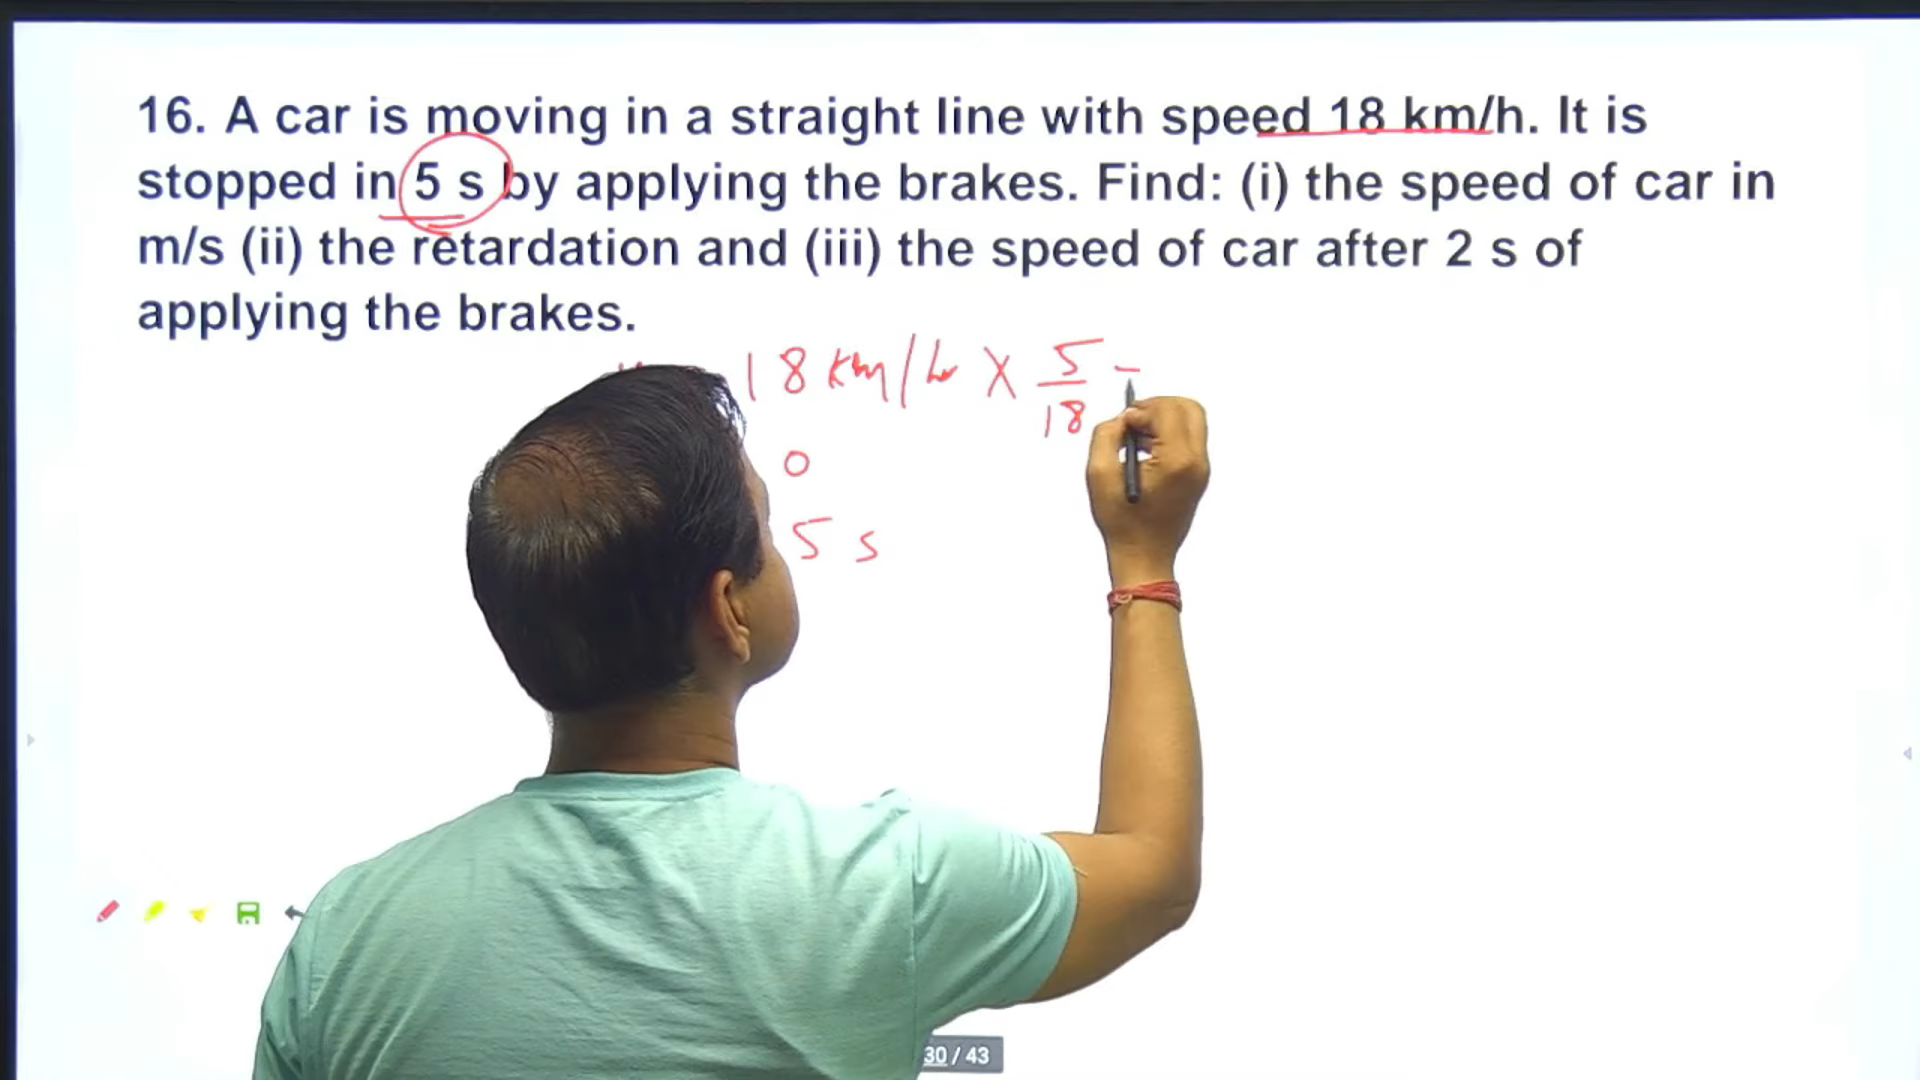 16. A car is moving in a straight line with speed 18 km/h. It is
stopped in 5 s by applying the brakes. Find: (i) the speed of car in
m/s (ii) the retardation and (iii) the speed of car after 2 s of
applying the brakes.
18 km/hr × 5/18 =
0
5 s
30 / 43